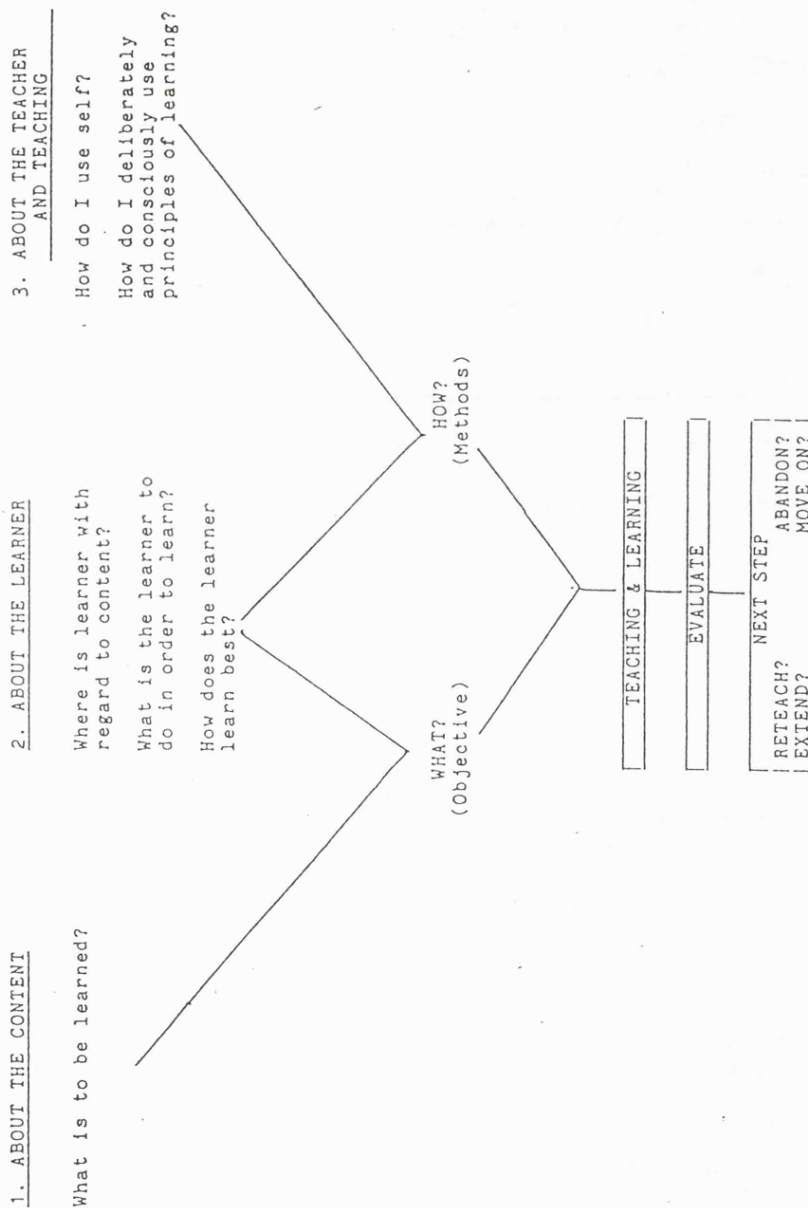 1. ABOUT THE CONTENT
What is to be learned?
2. ABOUT THE LEARNER
Where is learner with
regard to content?
What is the learner to
do in order to learn?
How does the learner
learn best?
3. ABOUT THE TEACHER
AND TEACHING
How do I use self?
How do I deliberately
and consciously use
principles of learning?
WHAT?
(Objective)
HOW?
(Methods)
TEACHING & LEARNING
EVALUATE
NEXT STEP
RETEACH? ABANDON?
EXTEND? MOVE ON?